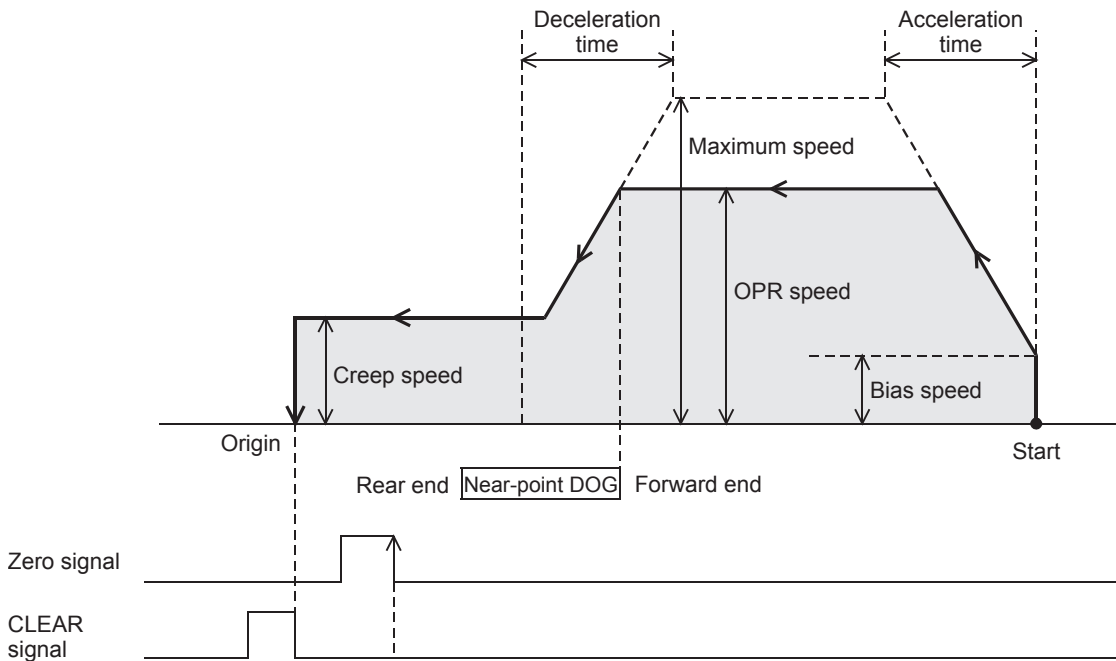 Deceleration
time
Acceleration
time
Maximum speed
OPR speed
Creep speed
Bias speed
Origin
Start
Rear end
Near-point DOG
Forward end
Zero signal
CLEAR
signal